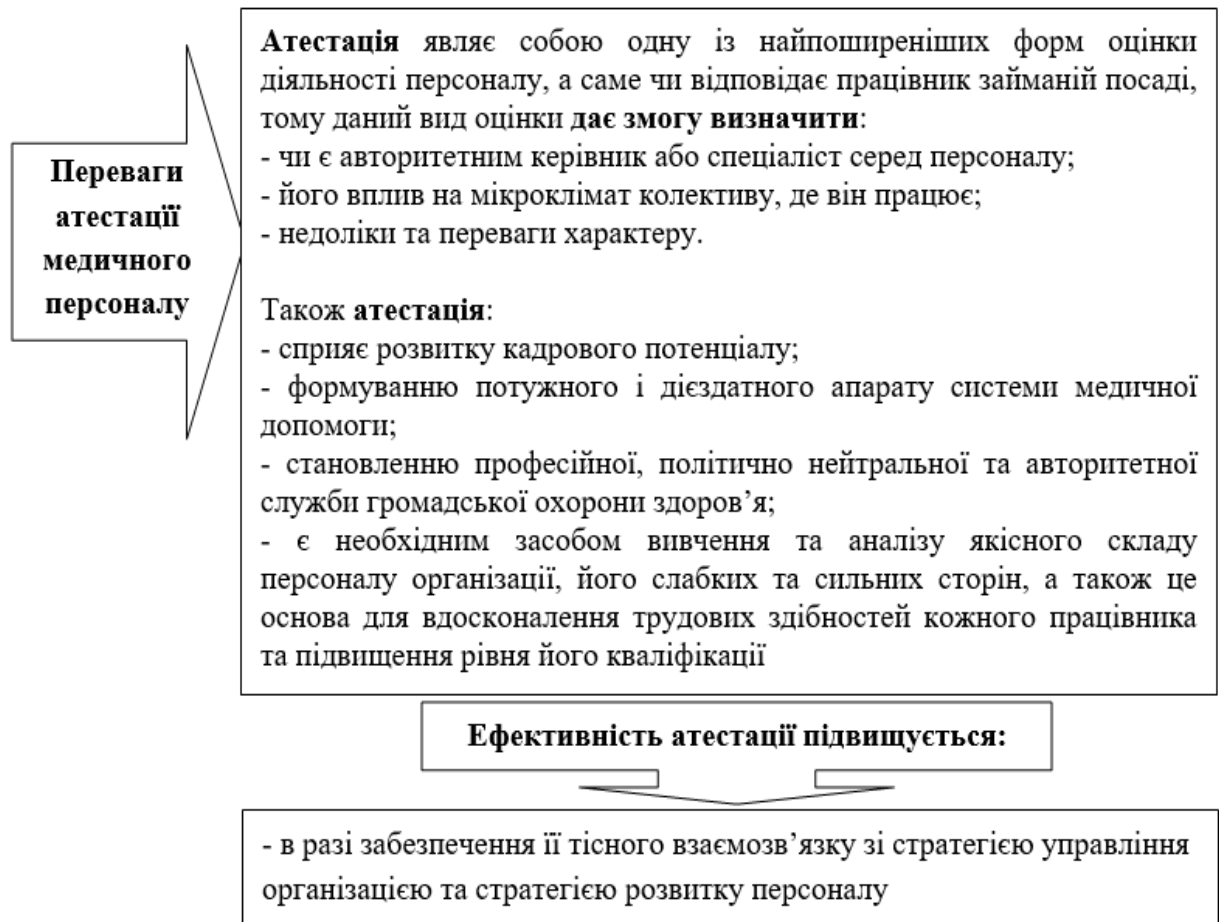 Переваги
атестації
медичного
персоналу
Атестація являє собою одну із найпоширеніших форм оцінки
діяльності персоналу, а саме чи відповідає працівник займаній посаді,
тому даний вид оцінки дає змогу визначити:
- чи є авторитетним керівник або спеціаліст серед персоналу;
- його вплив на мікроклімат колективу, де він працює;
- недоліки та переваги характеру.
Також атестація:
- сприяє розвитку кадрового потенціалу;
- формуванню потужного і дієздатного апарату системи медичної
допомоги;
- становленню професійної, політично нейтральної та авторитетної
служби громадської охорони здоров’я;
- є необхідним засобом вивчення та аналізу якісного складу
персоналу організації, його слабких та сильних сторін, а також це
основа для вдосконалення трудових здібностей кожного працівника
та підвищення рівня його кваліфікації
Ефективність атестації підвищується:
- в разі забезпечення її тісного взаємозв’язку зі стратегією управління
організацією та стратегією розвитку персоналу